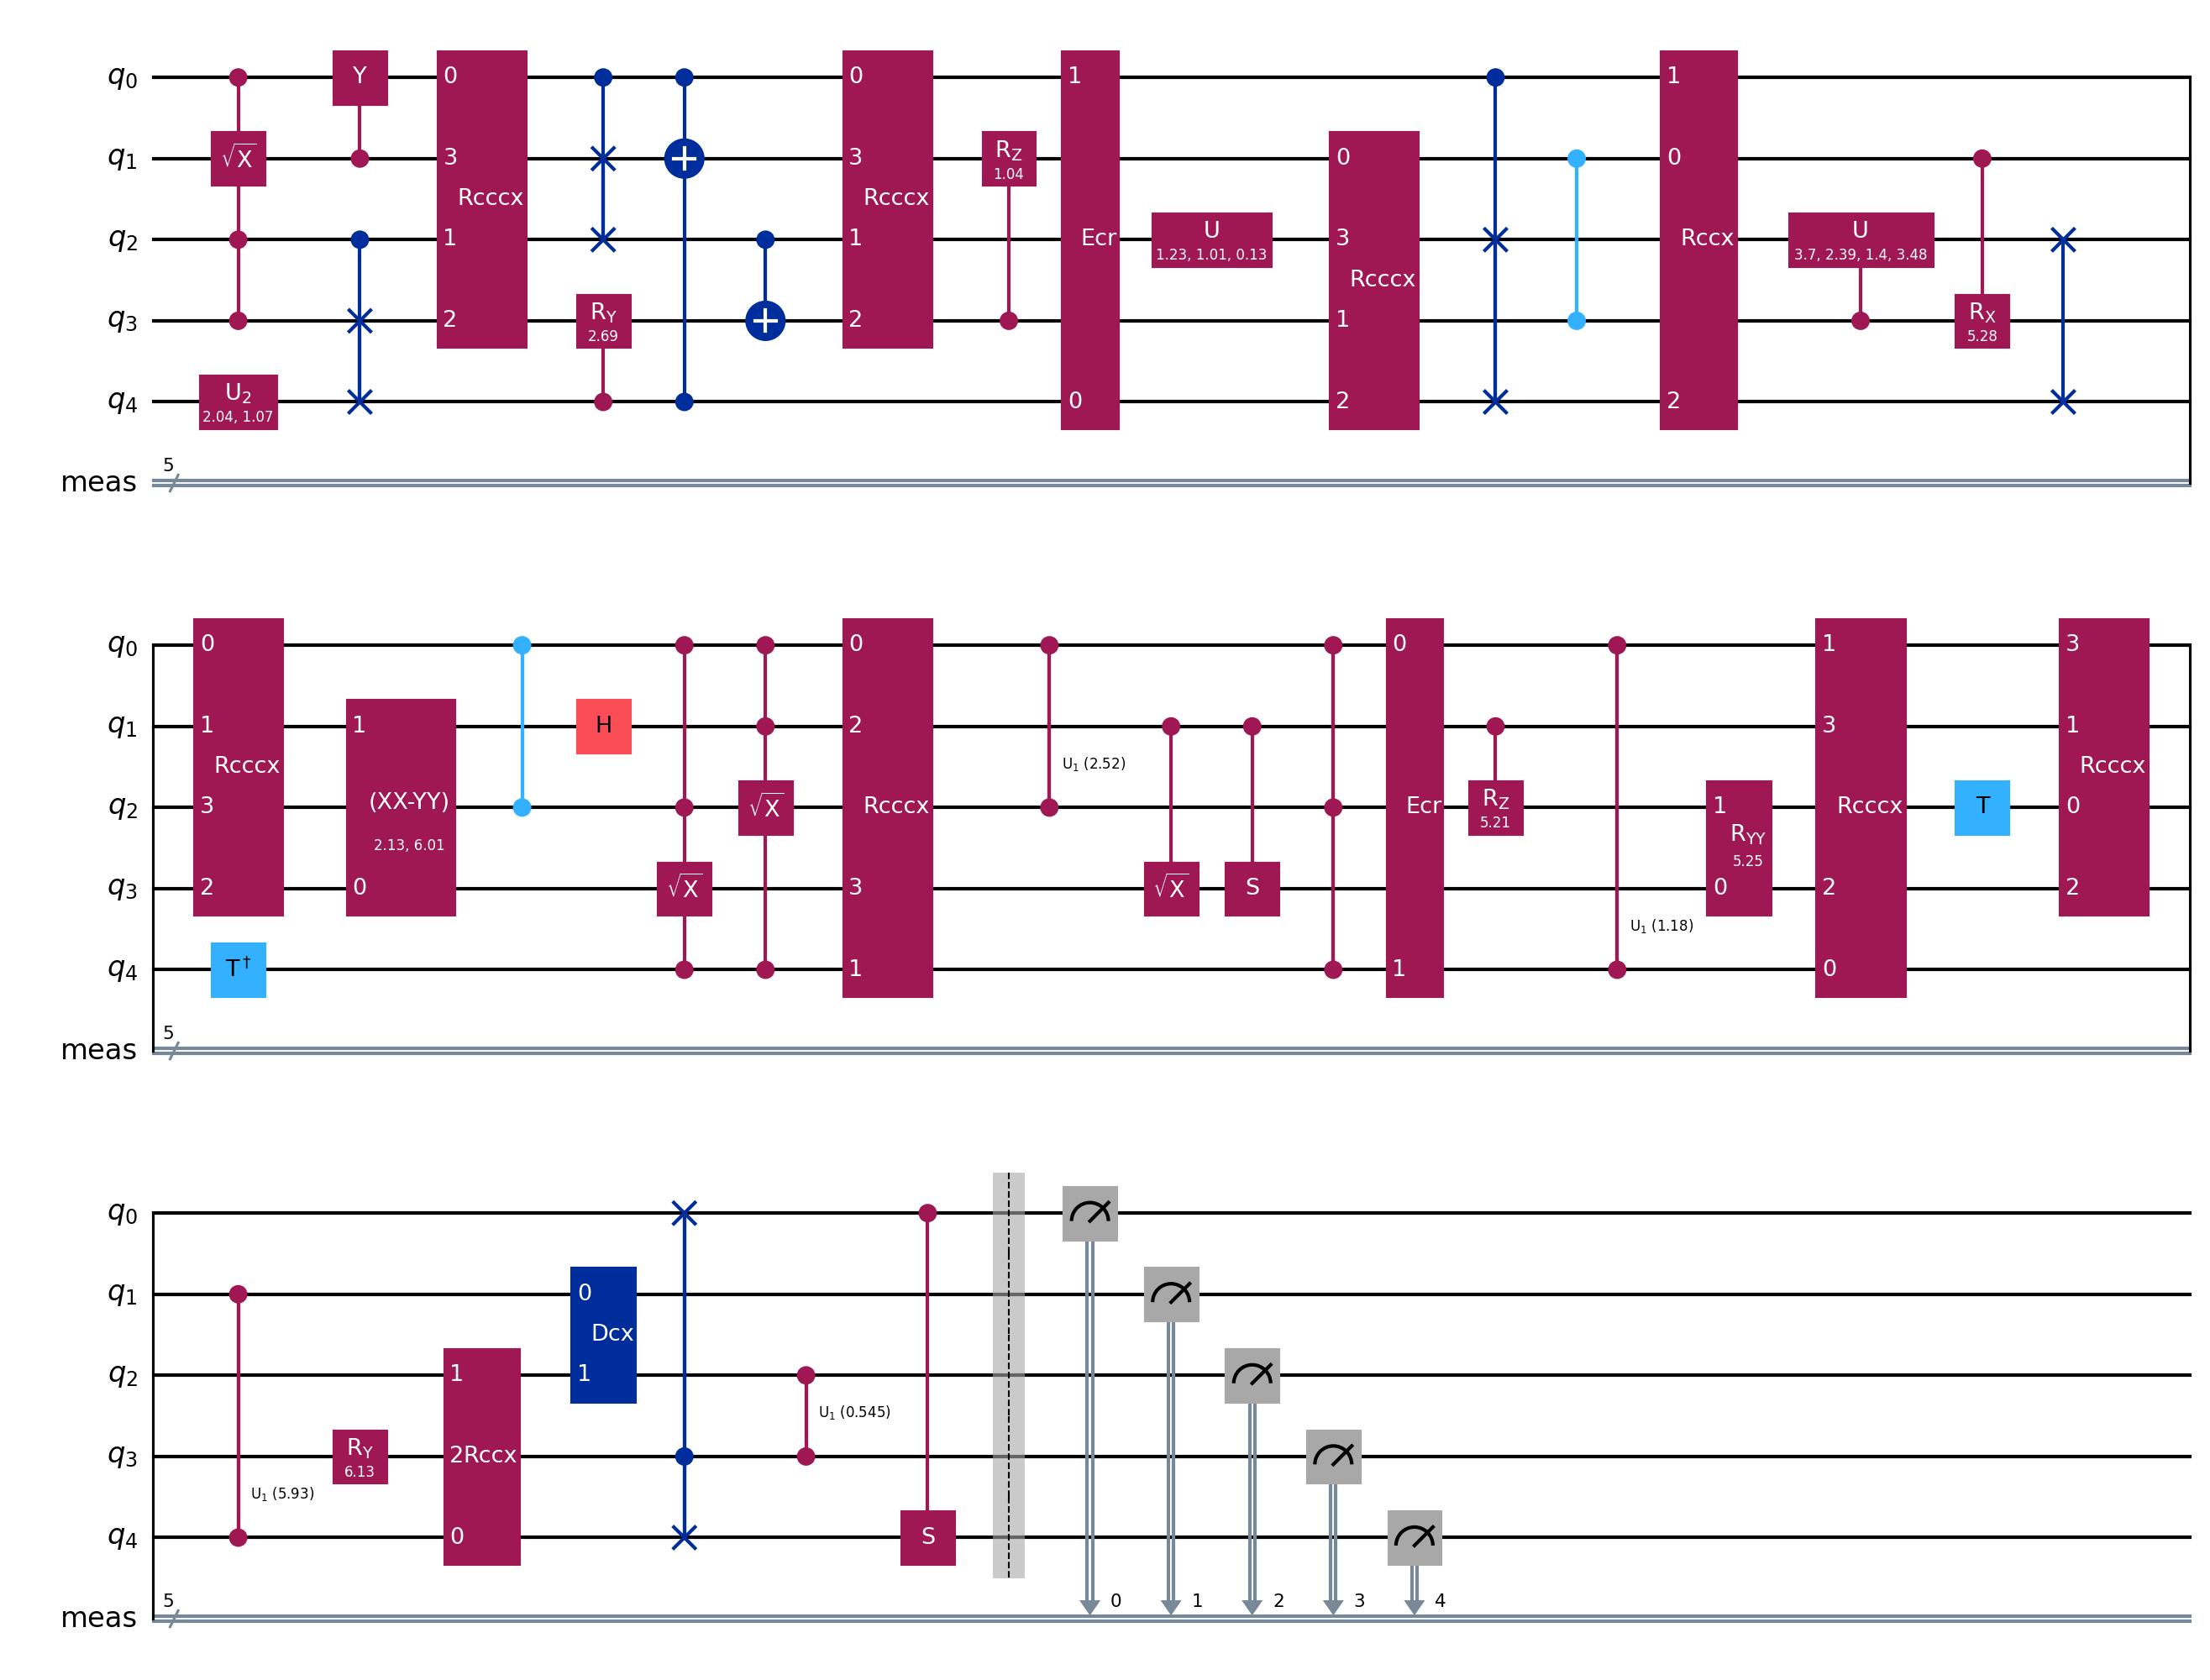 q0 0 0 1 1
Y
q1 √X 3 3 RZ 1.04 0 0
Rcccx Rcccx
q2 1 1 Ecr U 1.23, 1.01, 0.13 3 Rccx U 3.7, 2.39, 1.4, 3.48
Rcccx
q3 2 RY 2.69 2 1 RX 5.28
q4 U2 2.04, 1.07 0 2 2
meas 5
q0 0 0 0 1 3
q1 1 1 H 2 3 1
Rcccx U1 (2.52) Rcccx
q2 3 (XX-YY) 2.13, 6.01 √X Rcccx Ecr RZ 5.21 1 RYY 5.25 Rcccx T 0
q3 2 0 √X 3 √X S 0 2 2
U1 (1.18)
q4 T† 1 1 0
meas 5
q0
q1 0
Dcx
q2 1 1
U1 (0.545)
q3 RY 6.13 2Rccx
U1 (5.93)
q4 0 S
meas 5 0 1 2 3 4